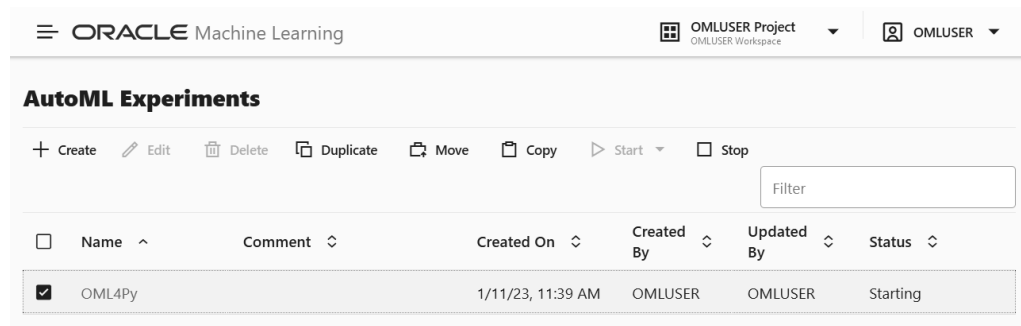 ORACLE Machine Learning
OMLUSER Project
OMLUSER Workspace
OMLUSER
AutoML Experiments
Create Edit Delete Duplicate Move Copy Start Stop
Filter
Name Comment Created On Created By Updated By Status
OML4Py 1/11/23, 11:39 AM OMLUSER OMLUSER Starting